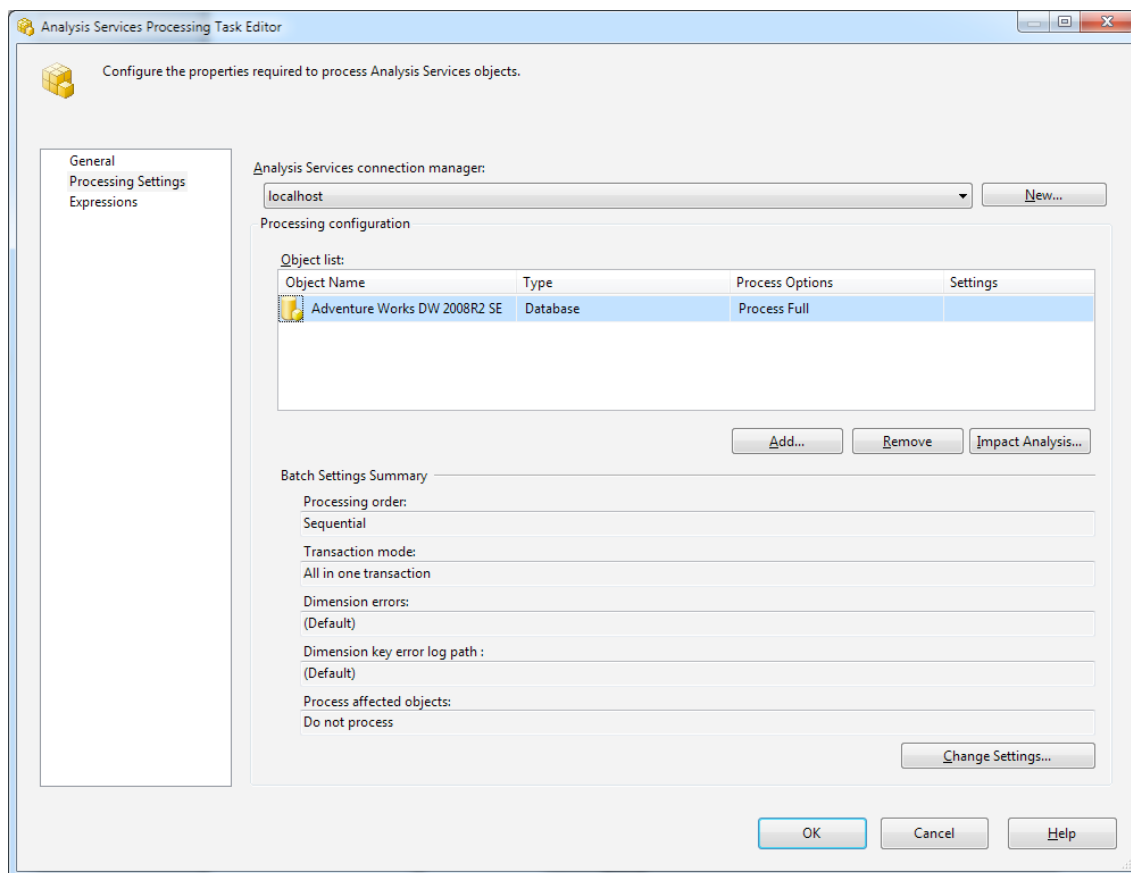 Analysis Services Processing Task Editor
Configure the properties required to process Analysis Services objects.
General
Processing Settings
Expressions
Analysis Services connection manager:
localhost New...
Processing configuration
Object list:
Object Name Type Process Options Settings
Adventure Works DW 2008R2 SE Database Process Full
Add... Remove Impact Analysis...
Batch Settings Summary
Processing order:
Sequential
Transaction mode:
All in one transaction
Dimension errors:
(Default)
Dimension key error log path :
(Default)
Process affected objects:
Do not process
Change Settings...
OK Cancel Help